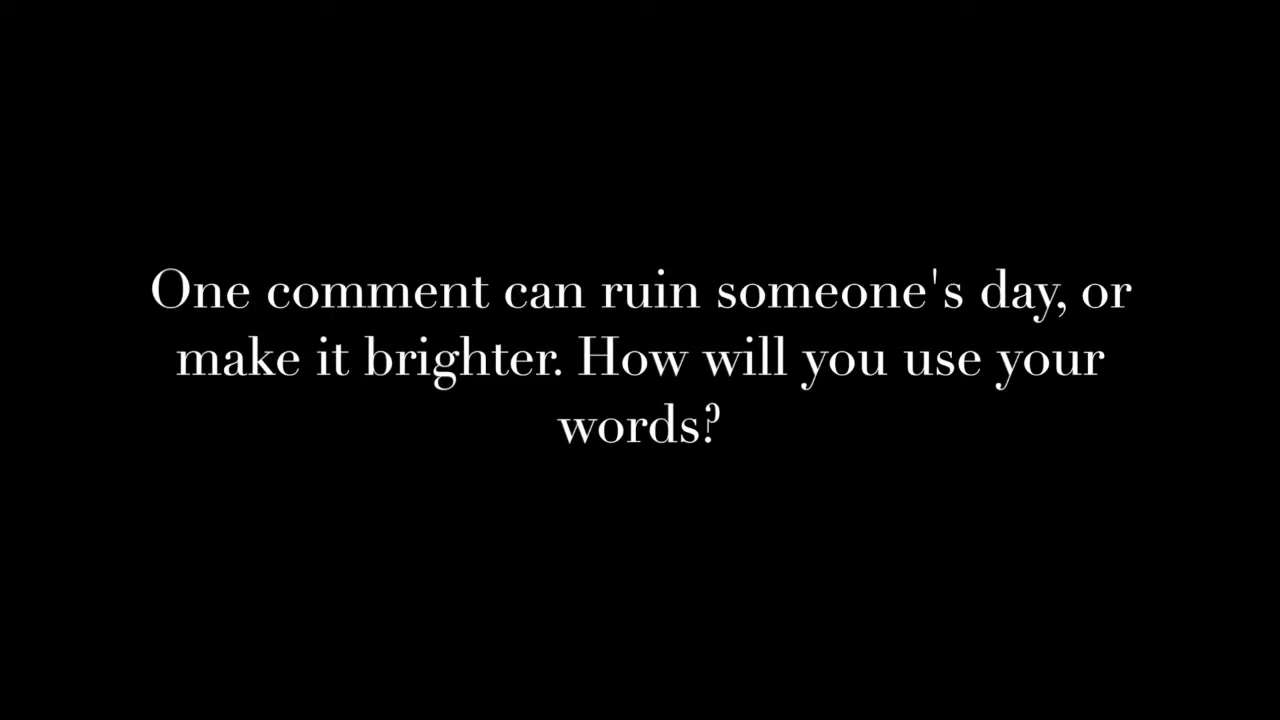 One comment can ruin someone's day, or
make it brighter. How will you use your
words?